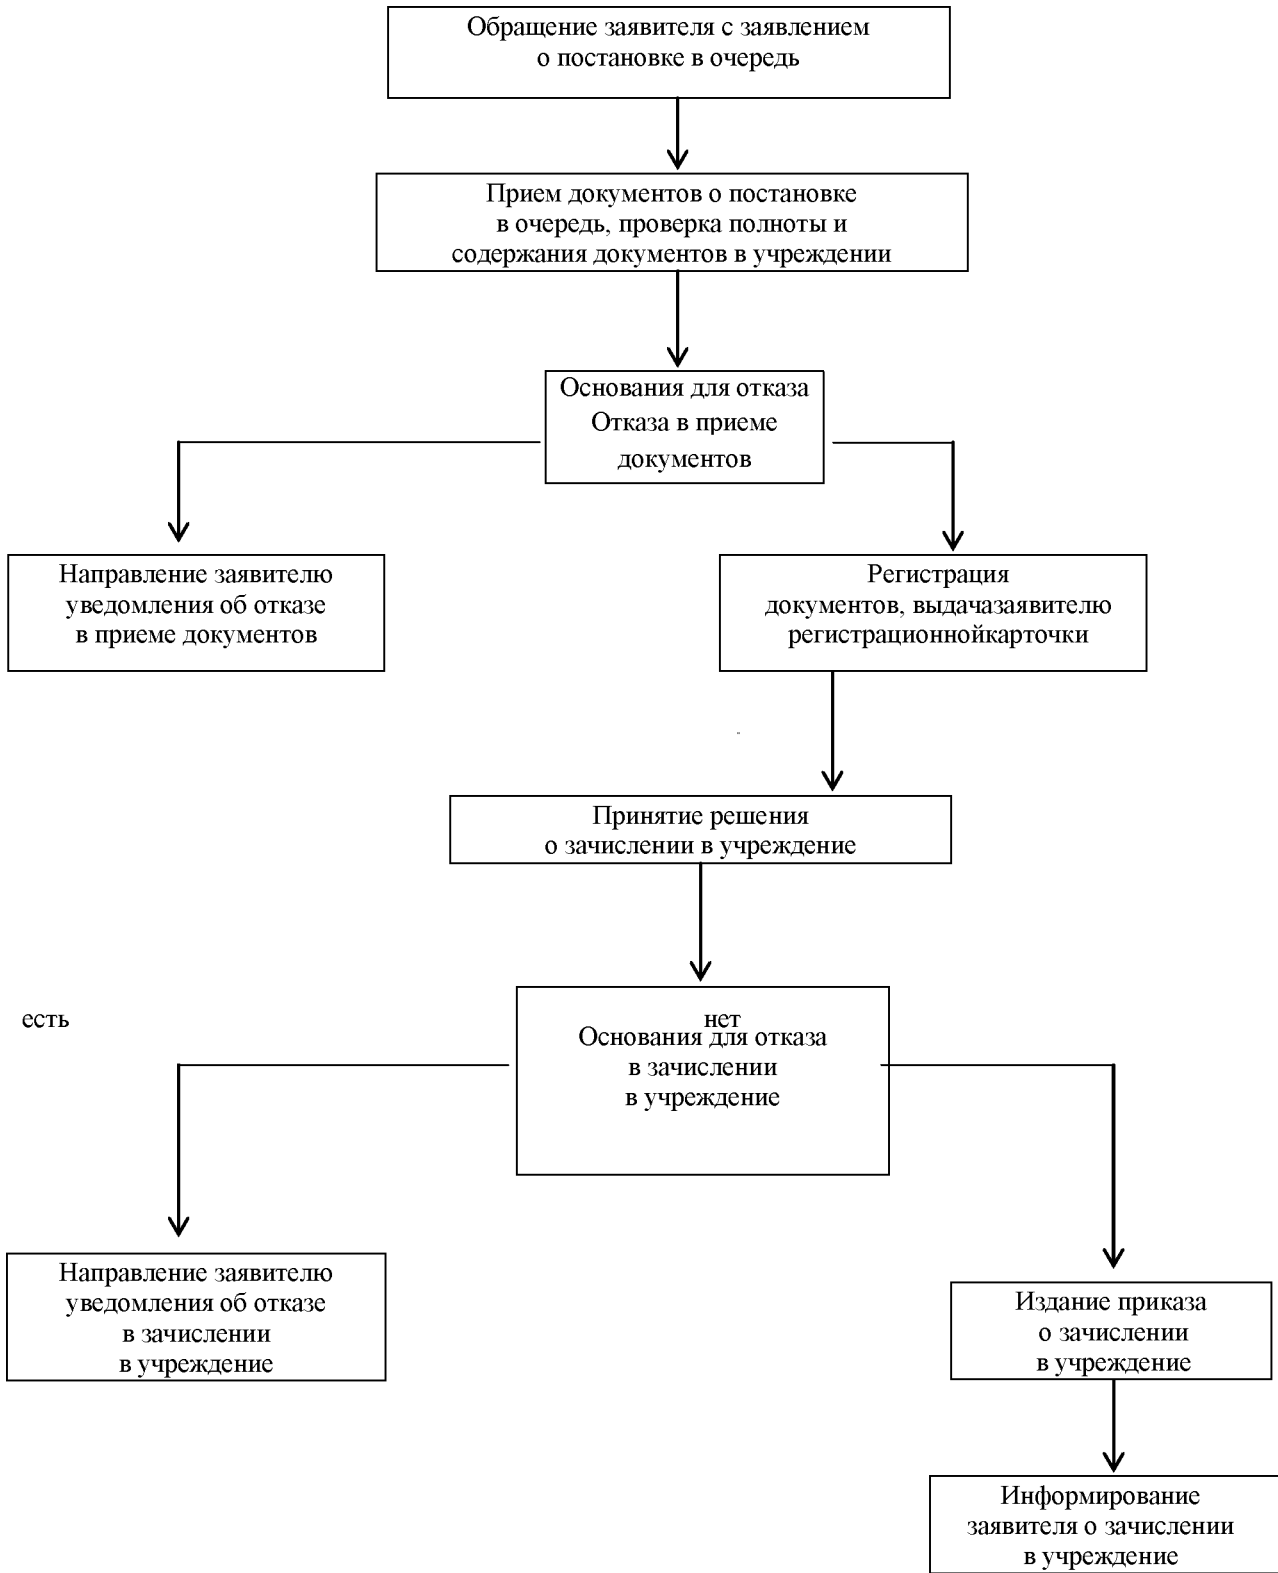 Обращение заявителя с заявлением
о постановке в очередь
Прием документов о постановке
в очередь, проверка полноты и
содержания документов в учреждении
Основания для отказа
Отказа в приеме
документов
Направление заявителю
уведомления об отказе
в приеме документов
Регистрация
документов, выдачазаявителю
регистрационнойкарточки
Принятие решения
о зачислении в учреждение
есть
нет
Основания для отказа
в зачислении
в учреждение
Направление заявителю
уведомления об отказе
в зачислении
в учреждение
Издание приказа
о зачислении
в учреждение
Информирование
заявителя о зачислении
в учреждение